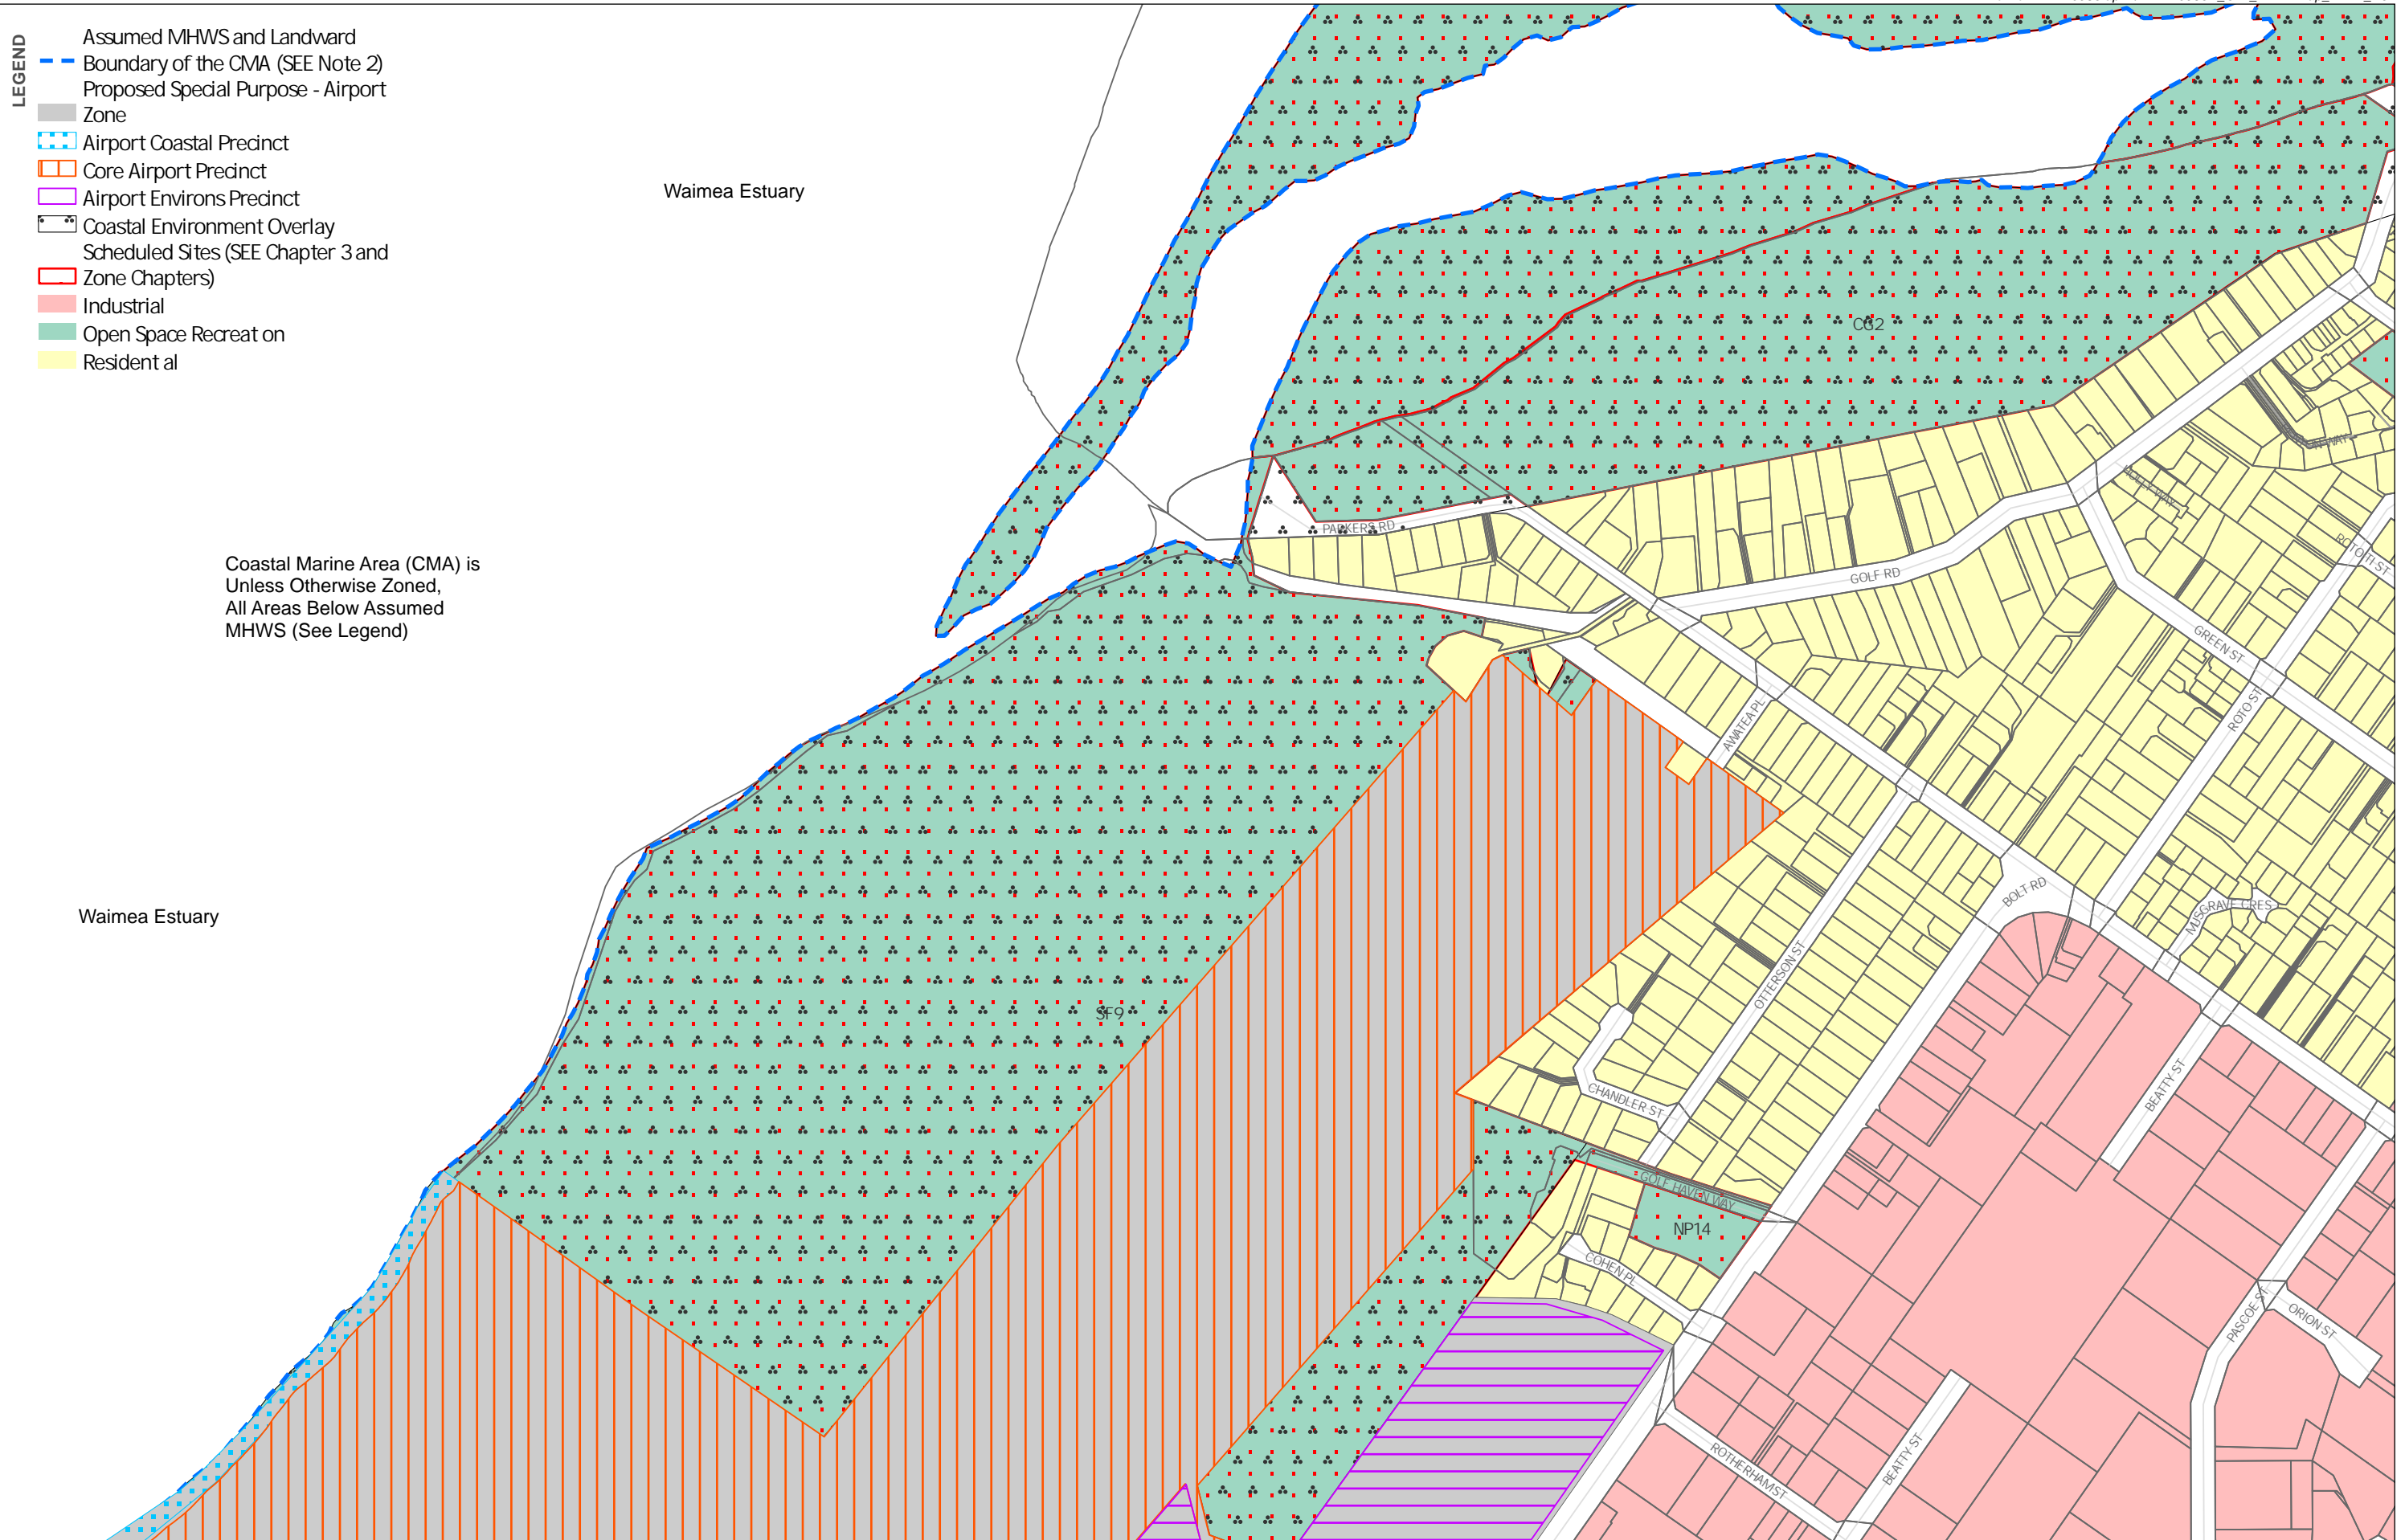 LEGEND
Assumed MHWS and Landward
Boundary of the CMA (SEE Note 2)
Proposed Special Purpose - Airport
Zone
Airport Coastal Precinct
Core Airport Precinct
Airport Environs Precinct
Coastal Environment Overlay
Scheduled Sites (SEE Chapter 3 and
Zone Chapters)
Industrial
Open Space Recreat on
Resident al
Waimea Estuary
Coastal Marine Area (CMA) is
Unless Otherwise Zoned,
All Areas Below Assumed
MHWS (See Legend)
Waimea Estuary
CG2
PARKERS RD
GOLF RD
HOLLY WAY
GREEN ST
ROTO ST
AWATEA PL
BOLT RD
MUSGRAVE CRES
OTTERSON ST
SF9
CHANDLER ST
BEATTY ST
GOLF HAVEN WAY
NP14
COHEN PL
PASCOE ST
ORION ST
ROTHERHAM ST
BEATTY ST